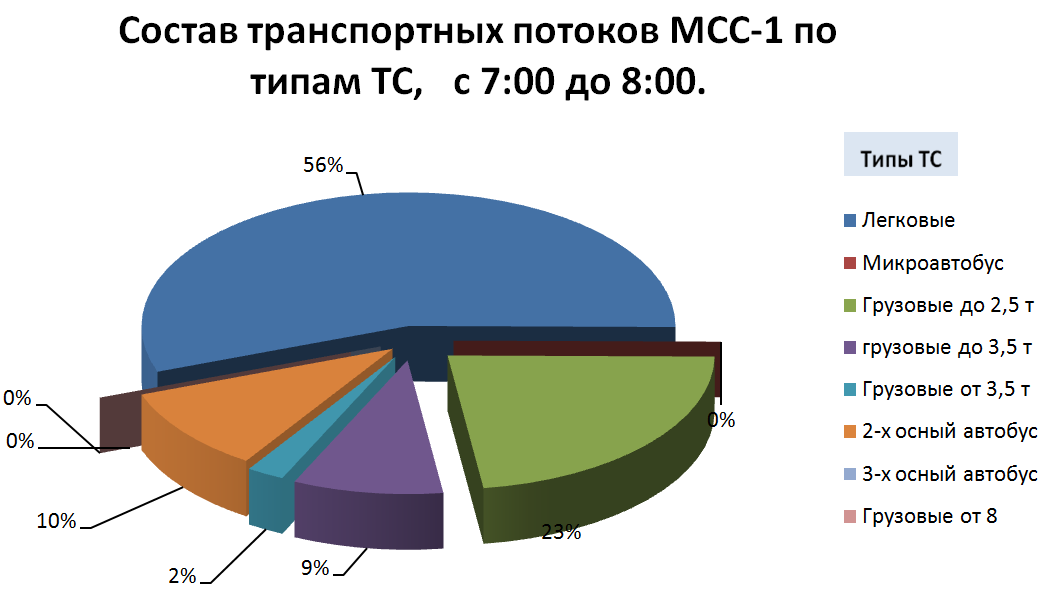 Состав транспортных потоков МСС-1 по
типам ТС, с 7:00 до 8:00.
Типы ТС
56%
Легковые
Микроавтобус
Грузовые до 2,5 т
грузовые до 3,5 т
Грузовые от 3,5 т
2-х осный автобус
3-х осный автобус
Грузовые от 8
0%
0%
0%
10%
23%
2%
9%